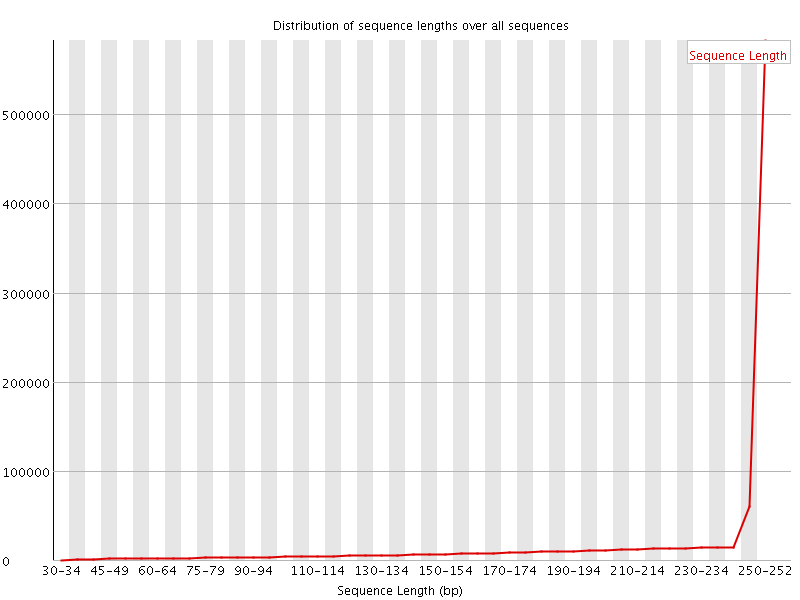 Distribution of sequence lengths over all sequences
Sequence Length
500000
400000
300000
200000
100000
0
30-34 45-49 60-64 75-79 90-94 110-114 130-134 150-154 170-174 190-194 210-214 230-234 250-252
Sequence Length (bp)